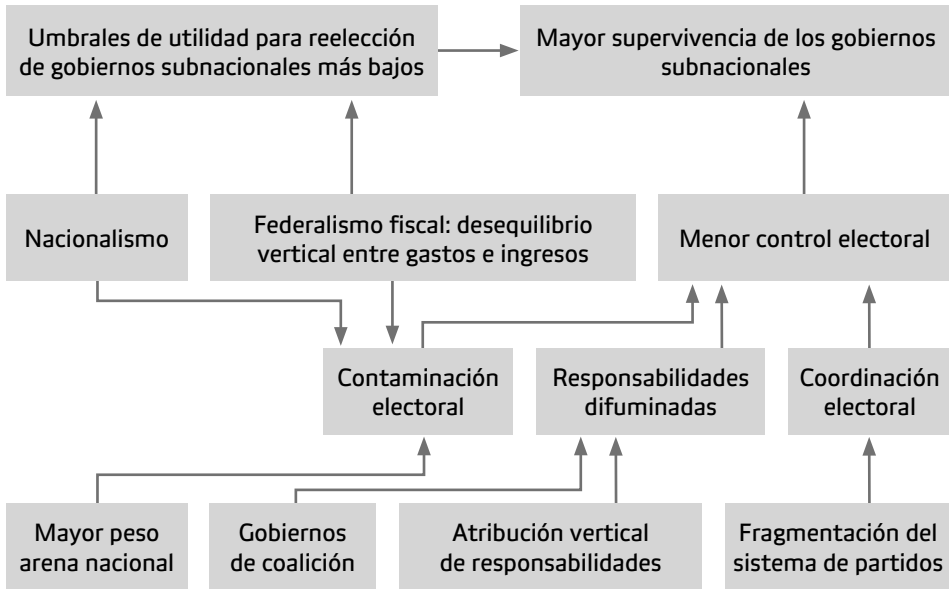 Umbrales de utilidad para reelección
de gobiernos subnacionales más bajos
Mayor supervivencia de los gobiernos
subnacionales
Nacionalismo
Federalismo fiscal: desequilibrio
vertical entre gastos e ingresos
Menor control electoral
Contaminación
electoral
Responsabilidades
difuminadas
Coordinación
electoral
Mayor peso
arena nacional
Gobiernos
de coalición
Atribución vertical
de responsabilidades
Fragmentación del
sistema de partidos